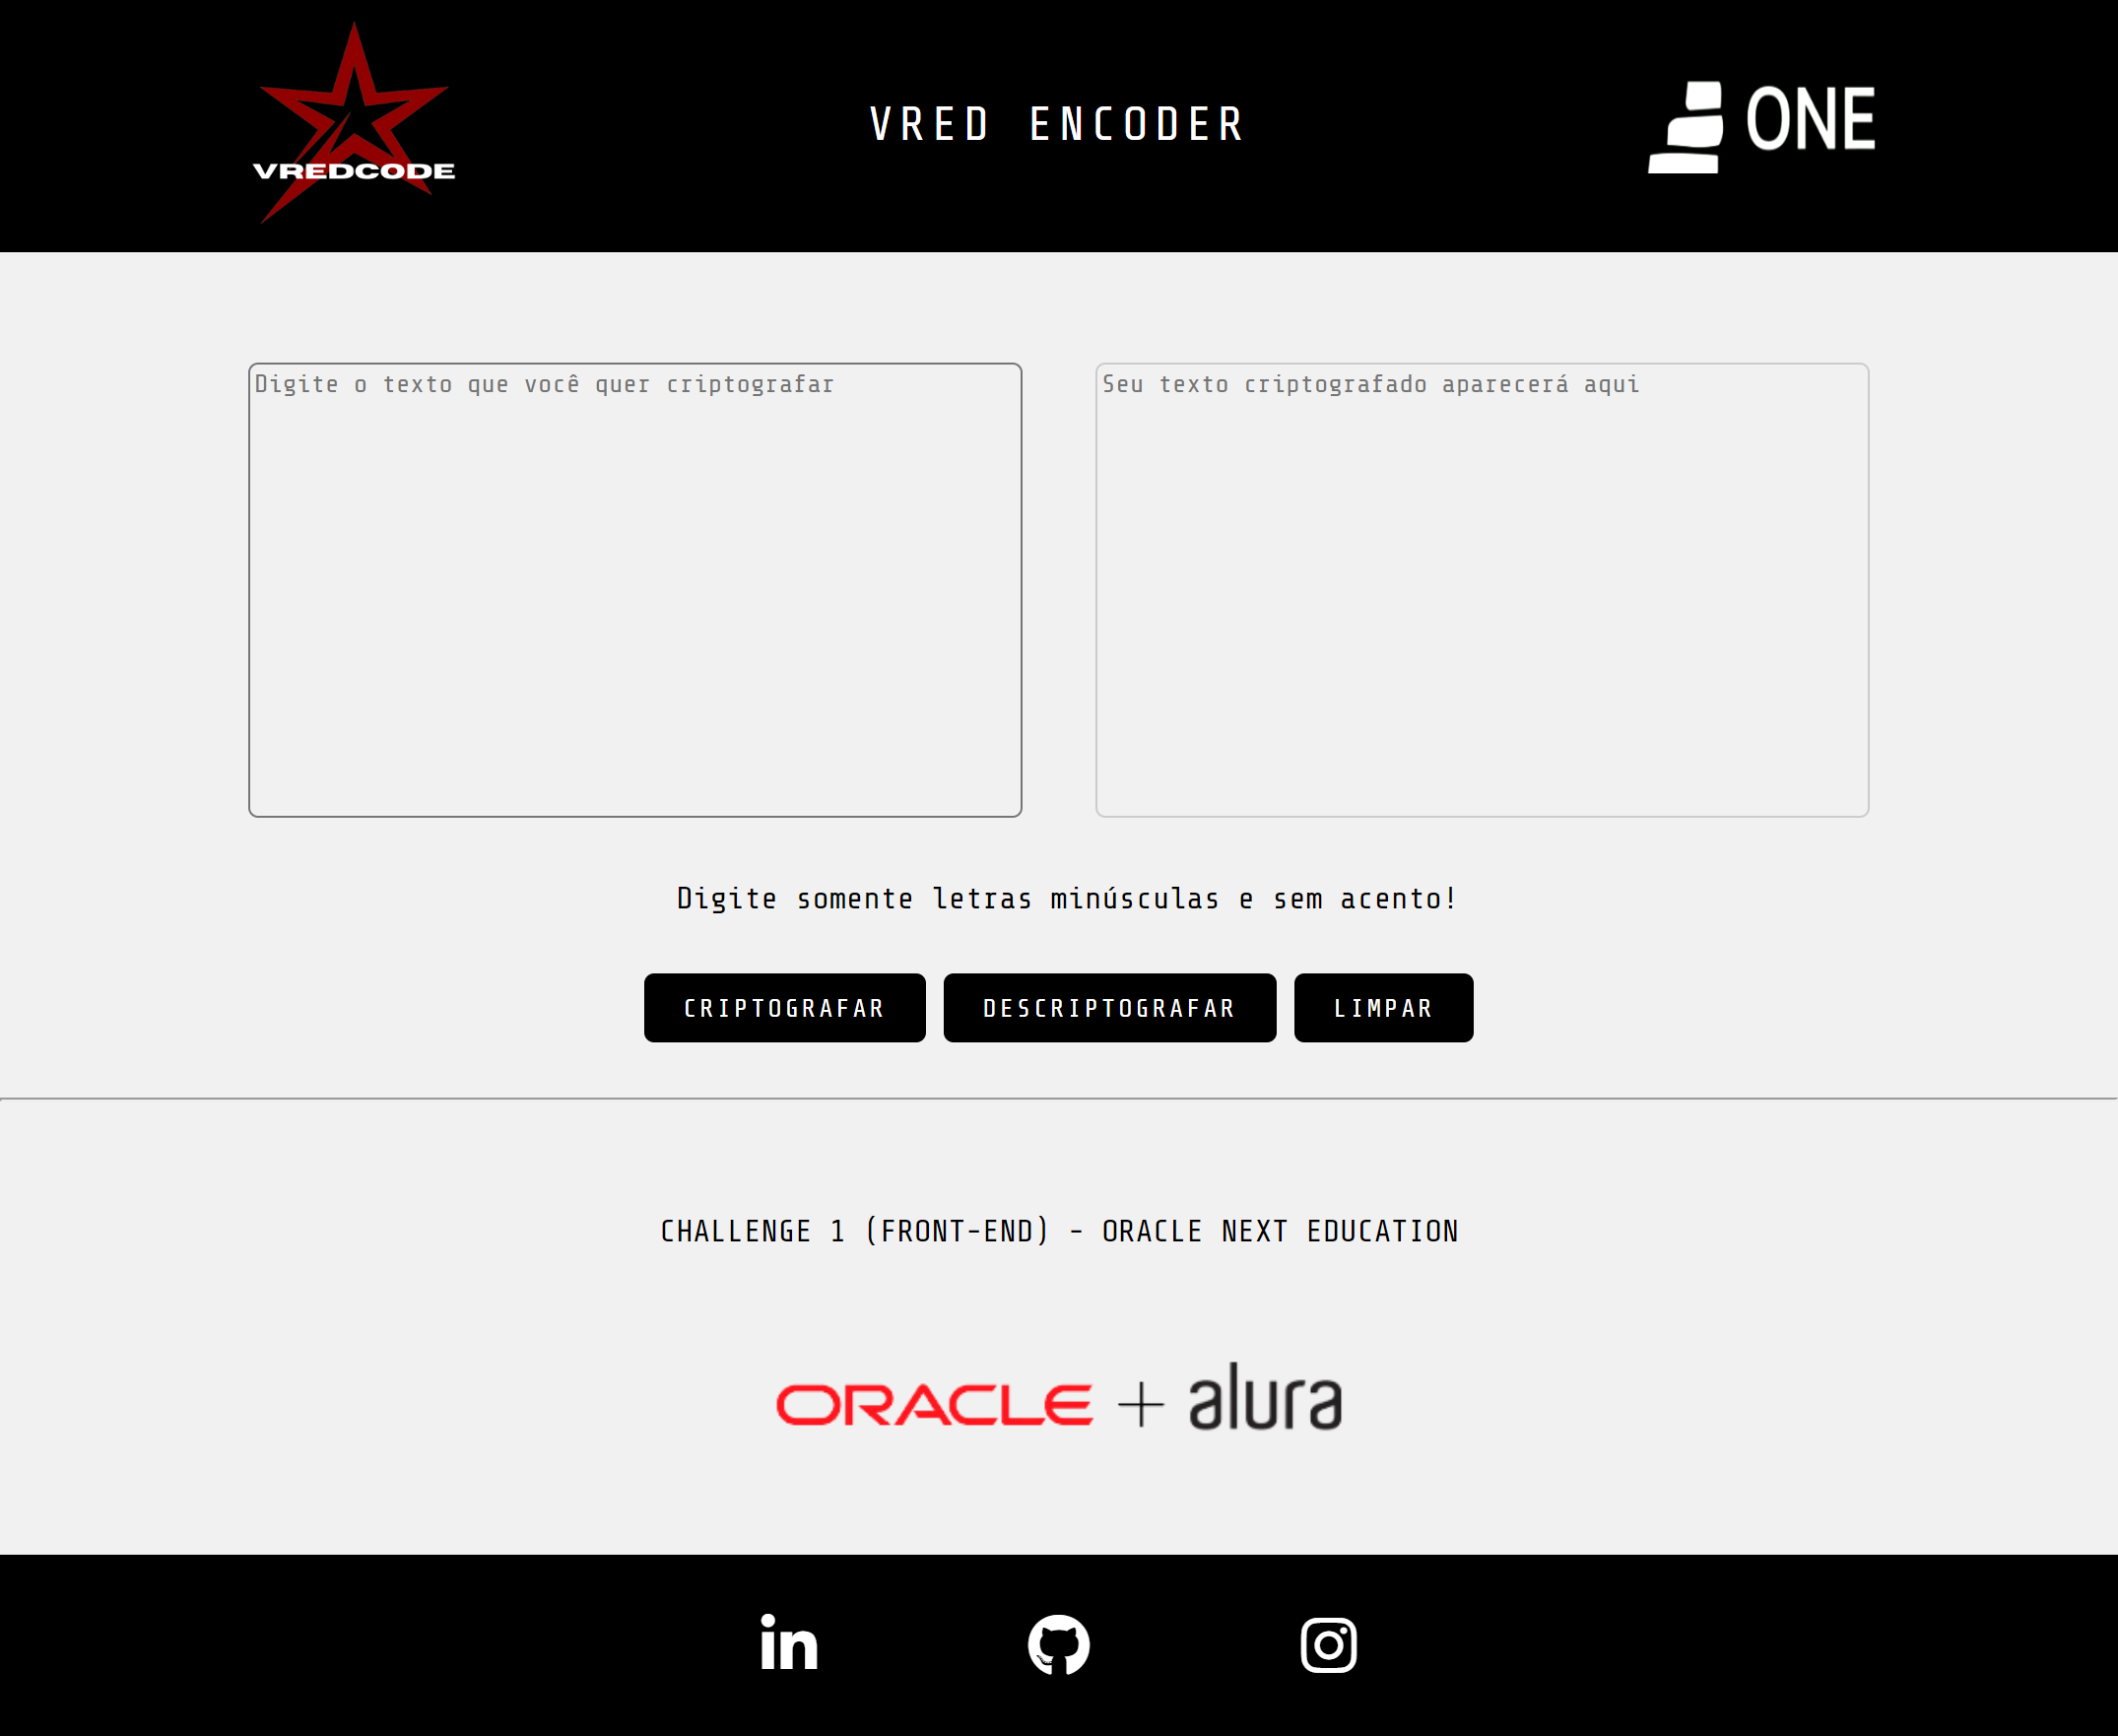 VREDCODE
VRED ENCODER
ONE
Digite o texto que você quer criptografar
Seu texto criptografado aparecerá aqui
Digite somente letras minúsculas e sem acento!
CRIPTOGRAFAR
DESCRIPTOGRAFAR
LIMPAR
CHALLENGE 1 (FRONT-END) - ORACLE NEXT EDUCATION
ORACLE + alura
in